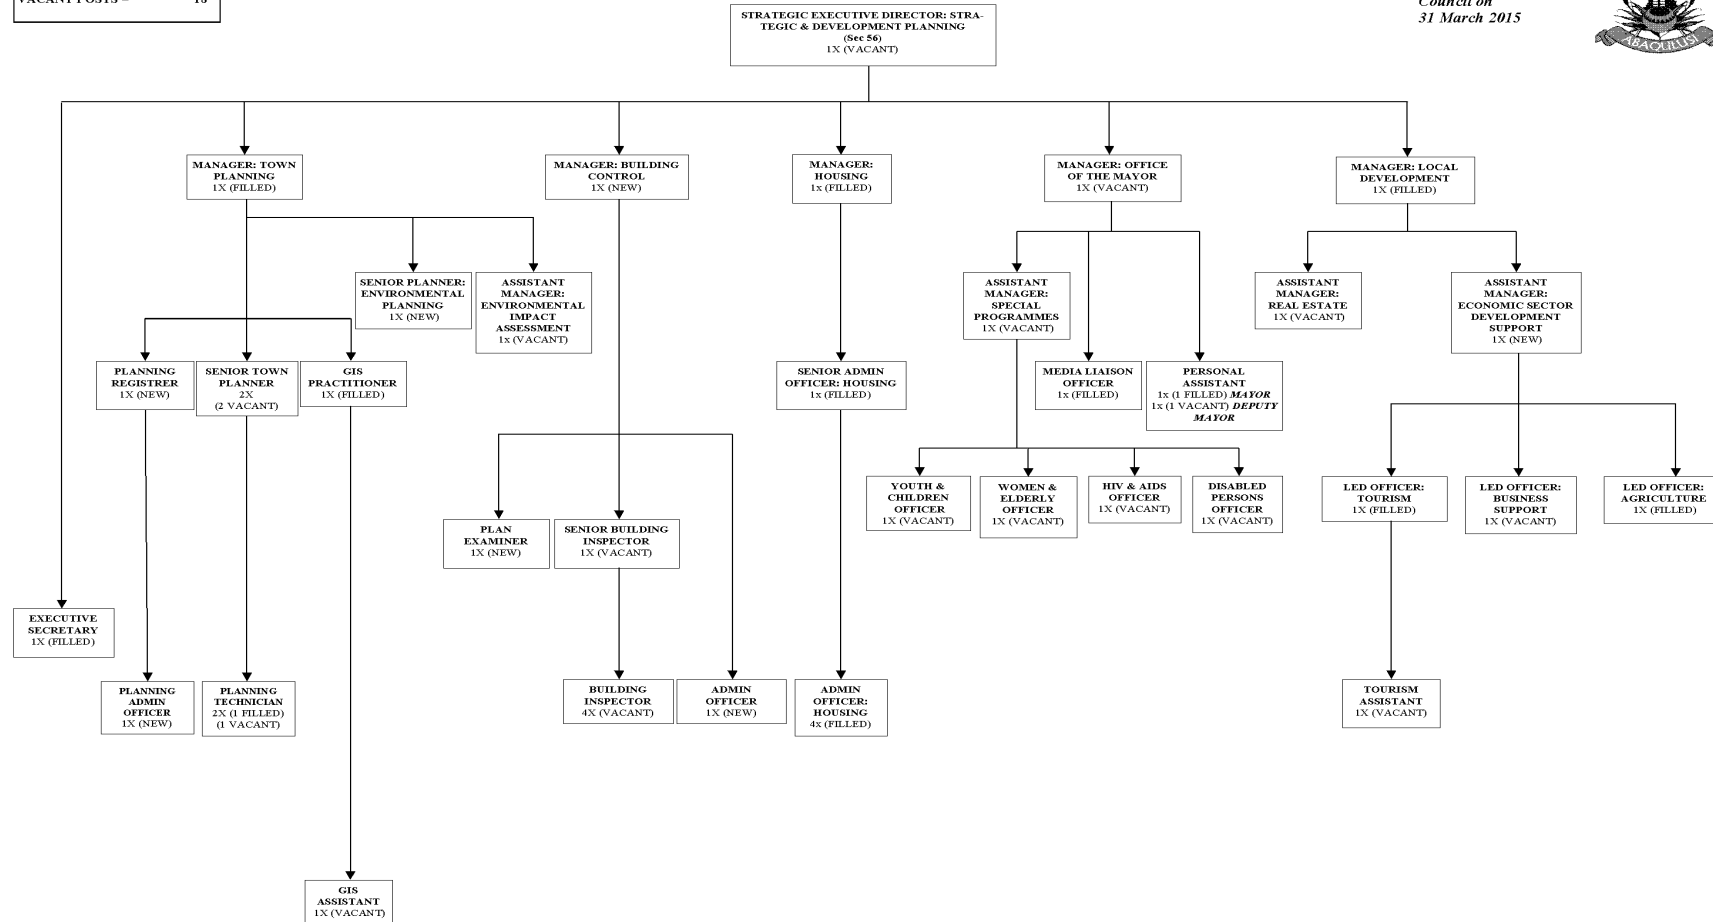 VACANT POSTS = 18
Council on
31 March 2015
ABAQULUSI
STRATEGIC EXECUTIVE DIRECTOR: STRA-
TEGIC & DEVELOPMENT PLANNING
(Sec 56)
1X (VACANT)
MANAGER: TOWN
PLANNING
1X (FILLED)
MANAGER: BUILDING
CONTROL
1X (NEW)
MANAGER:
HOUSING
1x (FILLED)
MANAGER: OFFICE
OF THE MAYOR
1X (VACANT)
MANAGER: LOCAL
DEVELOPMENT
1X (FILLED)
SENIOR PLANNER:
ENVIRONMENTAL
PLANNING
1X (NEW)
ASSISTANT
MANAGER:
ENVIRONMENTAL
IMPACT
ASSESSMENT
1x (VACANT)
ASSISTANT
MANAGER:
SPECIAL
PROGRAMMES
1X (VACANT)
ASSISTANT
MANAGER:
REAL ESTATE
1X (VACANT)
ASSISTANT
MANAGER:
ECONOMIC SECTOR
DEVELOPMENT
SUPPORT
1X (NEW)
PLANNING
REGISTRER
1X (NEW)
SENIOR TOWN
PLANNER
2X
(2 VACANT)
GIS
PRACTITIONER
1X (FILLED)
SENIOR ADMIN
OFFICER: HOUSING
1x (FILLED)
MEDIA LIAISON
OFFICER
1x (FILLED)
PERSONAL
ASSISTANT
1x (1 FILLED) MAYOR
1x (1 VACANT) DEPUTY
MAYOR
YOUTH &
CHILDREN
OFFICER
1X (VACANT)
WOMEN &
ELDERLY
OFFICER
1X (VACANT)
HIV & AIDS
OFFICER
1X (VACANT)
DISABLED
PERSONS
OFFICER
1X (VACANT)
LED OFFICER:
TOURISM
1X (FILLED)
LED OFFICER:
BUSINESS
SUPPORT
1X (VACANT)
LED OFFICER:
AGRICULTURE
1X (FILLED)
PLAN
EXAMINER
1X (NEW)
SENIOR BUILDING
INSPECTOR
1X (VACANT)
EXECUTIVE
SECRETARY
1X (FILLED)
PLANNING
ADMIN
OFFICER
1X (NEW)
PLANNING
TECHNICIAN
2X (1 FILLED)
(1 VACANT)
BUILDING
INSPECTOR
4X (VACANT)
ADMIN
OFFICER
1X (NEW)
ADMIN
OFFICER:
HOUSING
4x (FILLED)
TOURISM
ASSISTANT
1X (VACANT)
GIS
ASSISTANT
1X (VACANT)